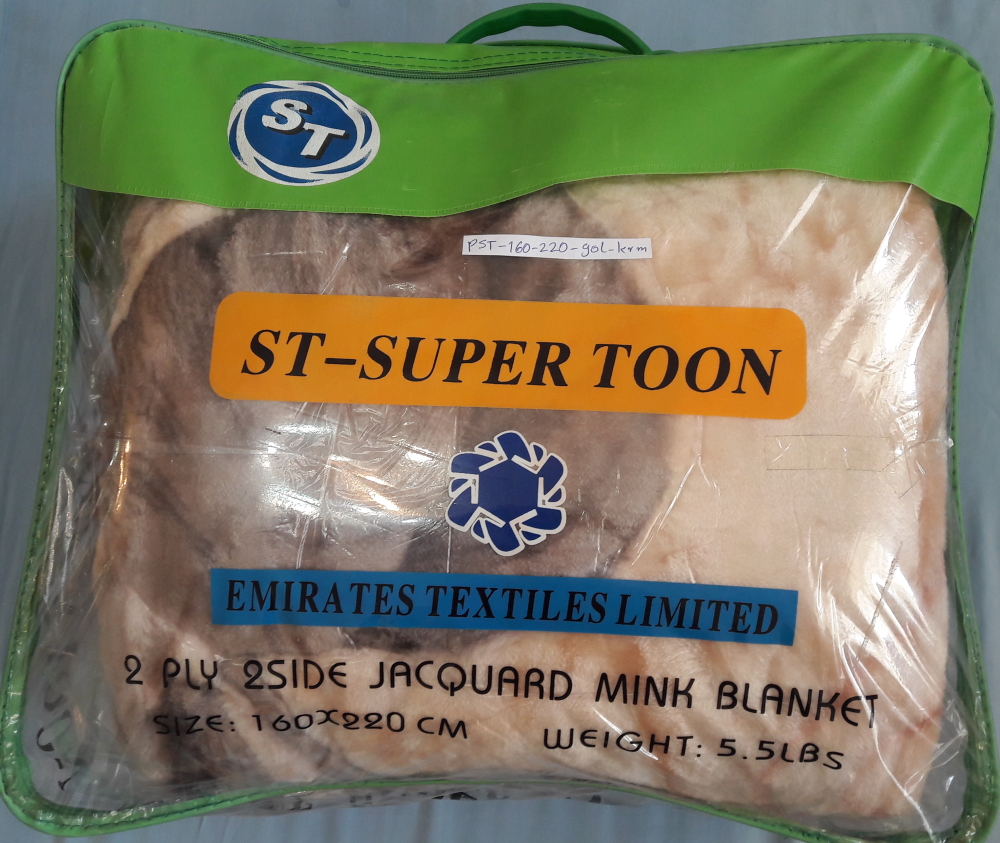 ST
PST-160-220-gol-krm
ST-SUPER TOON
EMIRATES TEXTILES LIMITED
2 PLY 2SIDE JACQUARD MINK BLANKET
SIZE: 160X220 CM WEIGHT: 5.5LBS